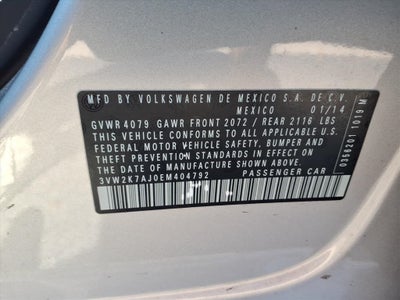 MFD BY VOLKSWAGEN DE MEXICO S.A. DE C.V.
MEXICO 01/14
GVWR 4079 GAWR FRONT 2072 / REAR 2116 LBS
THIS VEHICLE CONFORMS TO ALL APPLICABLE U.S.
FEDERAL MOTOR VEHICLE SAFETY, BUMPER AND
THEFT PREVENTION STANDARDS IN EFFECT ON
THE DATE OF MANUFACTURE SHOWN ABOVE.
3VW2K7AJ0EM404792 PASSENGER CAR
0356201 1019 M